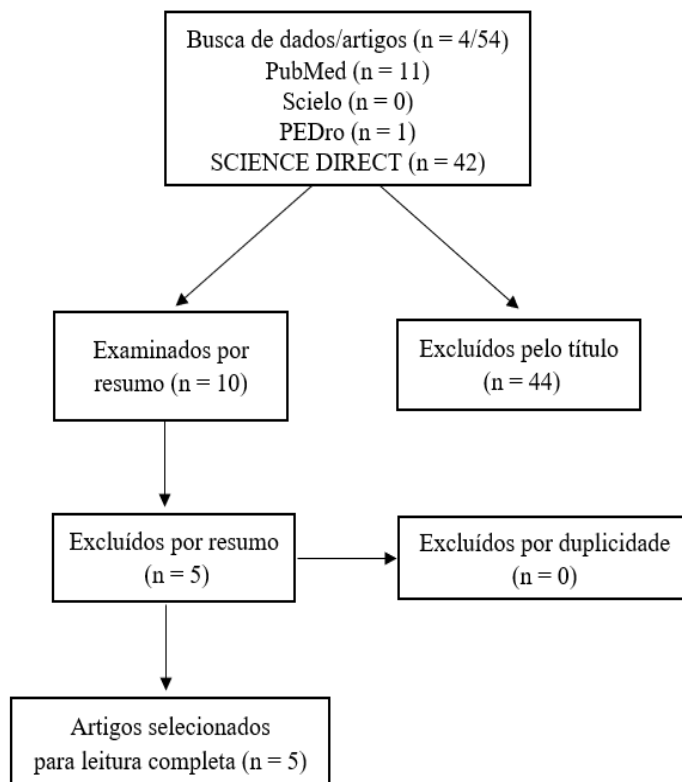 Busca de dados/artigos (n = 4/54)
PubMed (n = 11)
Scielo (n = 0)
PEDro (n = 1)
SCIENCE DIRECT (n = 42)
Examinados por
resumo (n = 10)
Excluídos pelo título
(n = 44)
Excluídos por resumo
(n = 5)
Excluídos por duplicidade
(n = 0)
Artigos selecionados
para leitura completa (n = 5)